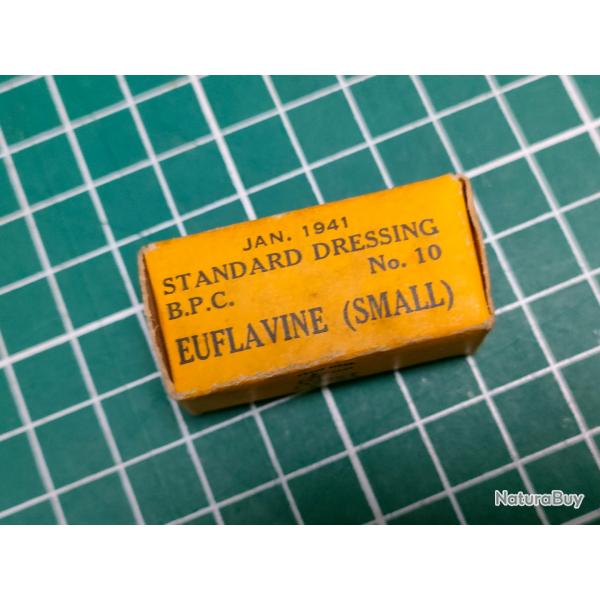 JAN. 1941
STANDARD DRESSING
B.P.C. No. 10
EUFLAVINE (SMALL)
NaturaBuy